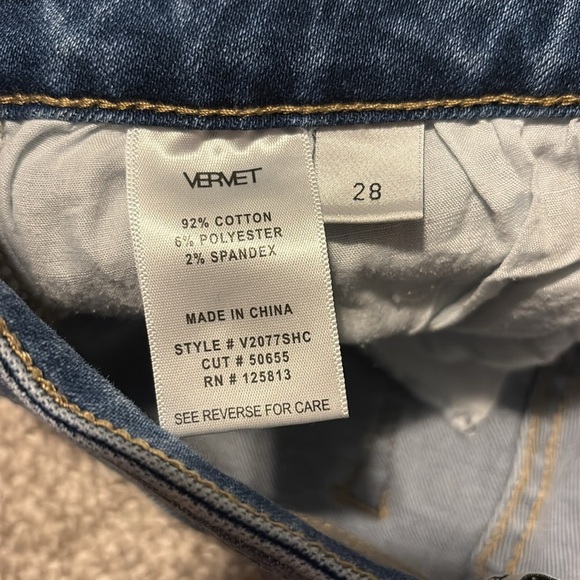 VERVET
92% COTTON
6% POLYESTER
2% SPANDEX
MADE IN CHINA
STYLE # V2077SHC
CUT # 50655
RN # 125813
SEE REVERSE FOR CARE
28